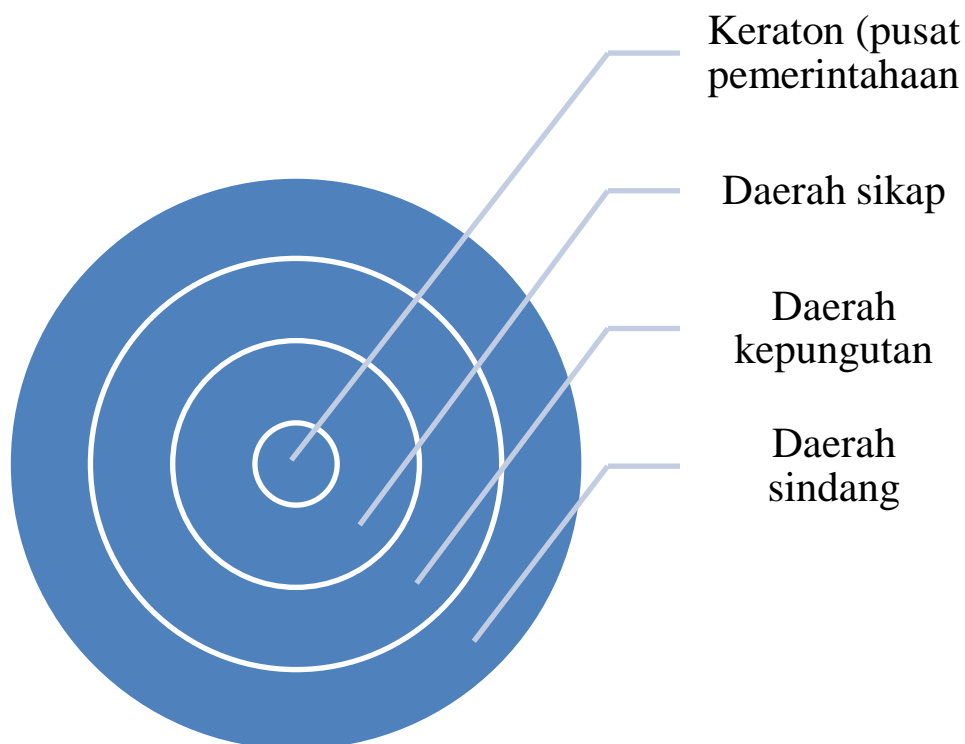 Keraton (pusat
pemerintahaan
Daerah sikap
Daerah
kepungutan
Daerah
sindang